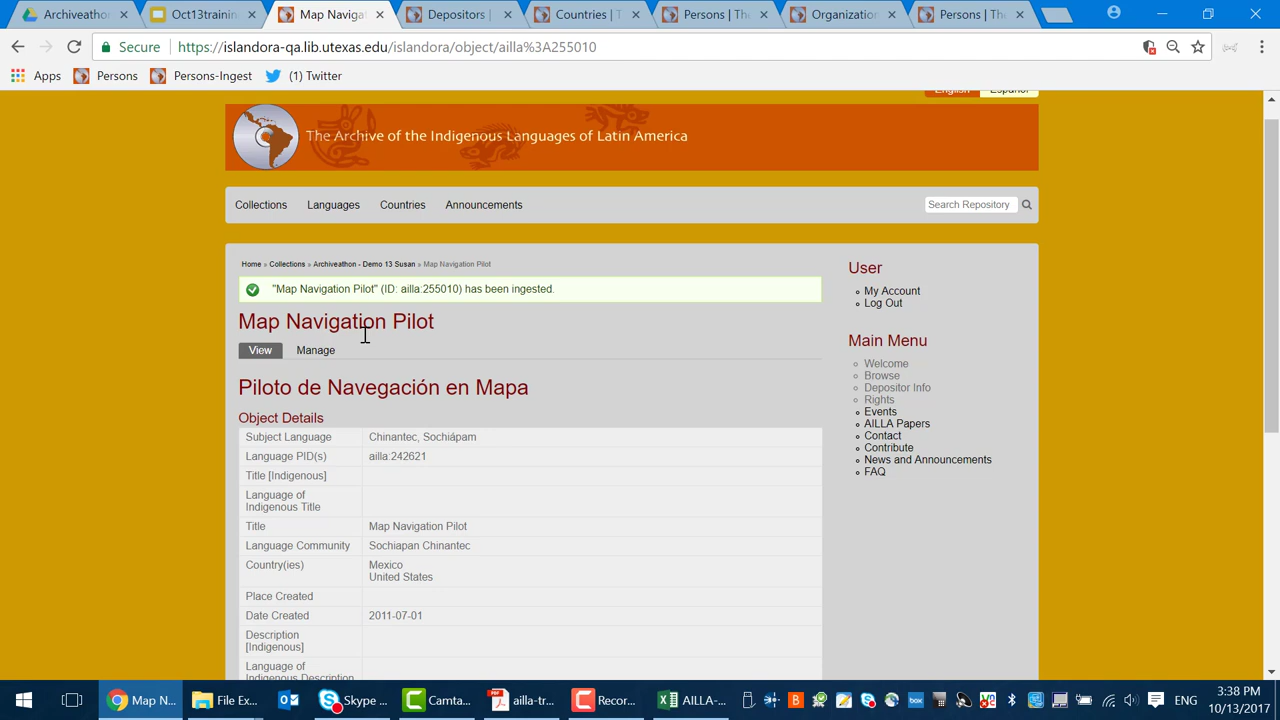 Archiveathon
Oct13trainin
Map Naviga
Depositors |
Countries | T
Persons | The
Organization
Persons | The
Secure
https://islandora-qa.lib.utexas.edu/islandora/object/ailla%3A255010
Apps
Persons
Persons-Ingest
(1) Twitter
English
Español
The Archive of the Indigenous Languages of Latin America
Collections
Languages
Countries
Announcements
Search Repository
Home » Collections » Archiveathon - Demo 13 Susan » Map Navigation Pilot
"Map Navigation Pilot" (ID: ailla:255010) has been ingested.
Map Navigation Pilot
View
Manage
Piloto de Navegación en Mapa
Object Details
Subject Language
Chinantec, Sochiápam
Language PID(s)
ailla:242621
Title [Indigenous]
Language of
Indigenous Title
Title
Map Navigation Pilot
Language Community
Sochiapan Chinantec
Country(ies)
Mexico
United States
Place Created
Date Created
2011-07-01
Description
[Indigenous]
Language of
Indigenous Description
User
My Account
Log Out
Main Menu
Welcome
Browse
Depositor Info
Rights
Events
AILLA Papers
Contact
Contribute
News and Announcements
FAQ
Map N...
File Ex...
Skype ...
Camta...
ailla-tr...
Recor...
AILLA-...
box
ENG
3:38 PM
10/13/2017